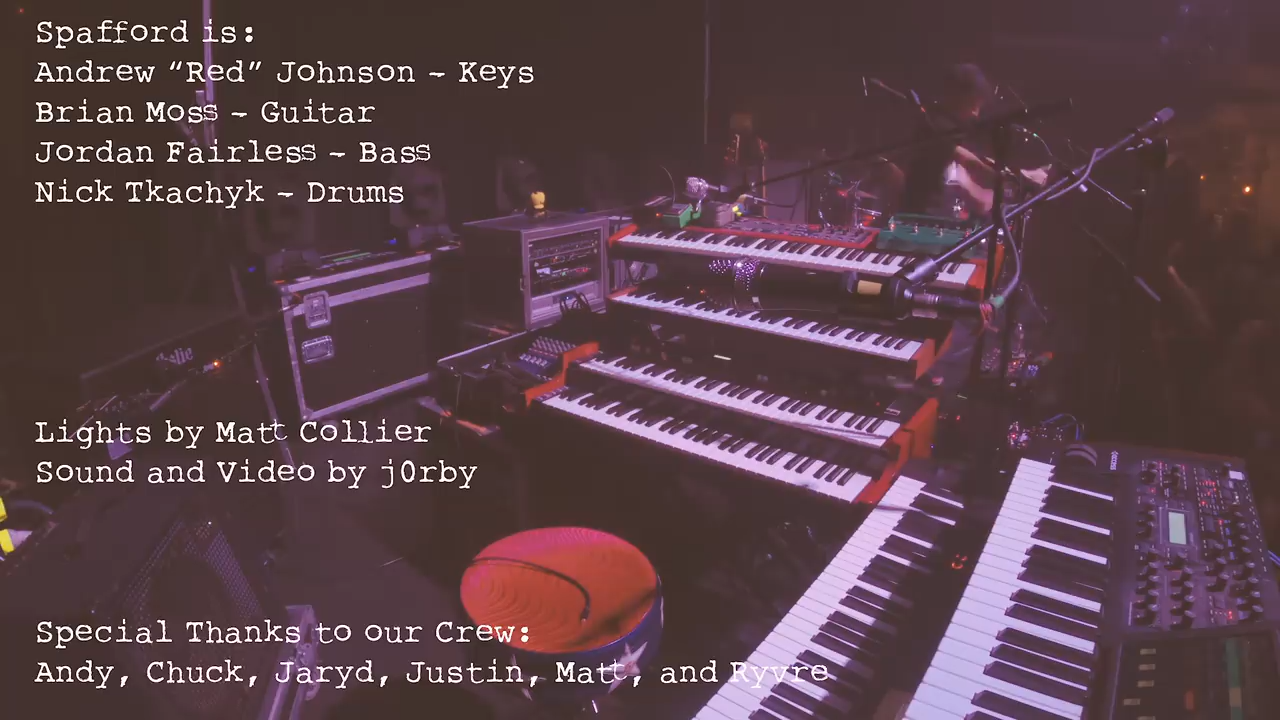 Spafford is:
Andrew “Red” Johnson – Keys
Brian Moss – Guitar
Jordan Fairless – Bass
Nick Tkachyk – Drums
Lights by Matt Collier
Sound and Video by j0rby
Special Thanks to our Crew:
Andy, Chuck, Jaryd, Justin, Matt, and Ryvre